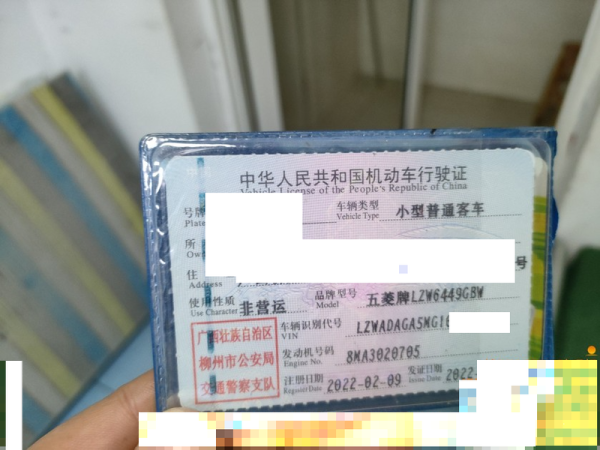 中华人民共和国机动车行驶证
Vehicle License of the People's Republic of China
号牌
Plate
车辆类型
Vehicle Type
小型普通客车
所
Own
住
Address
号
使用性质
Use Character
非营运
品牌型号
Model
五菱牌LZW6449GBW
车辆识别代号
VIN
LZWADAGA5MG16
发动机号码
Engine No.
8MA3020705
注册日期
Register Date
2022-02-09
发证日期
Issue Date
2022
广西壮族自治区
柳州市公安局
交通警察支队